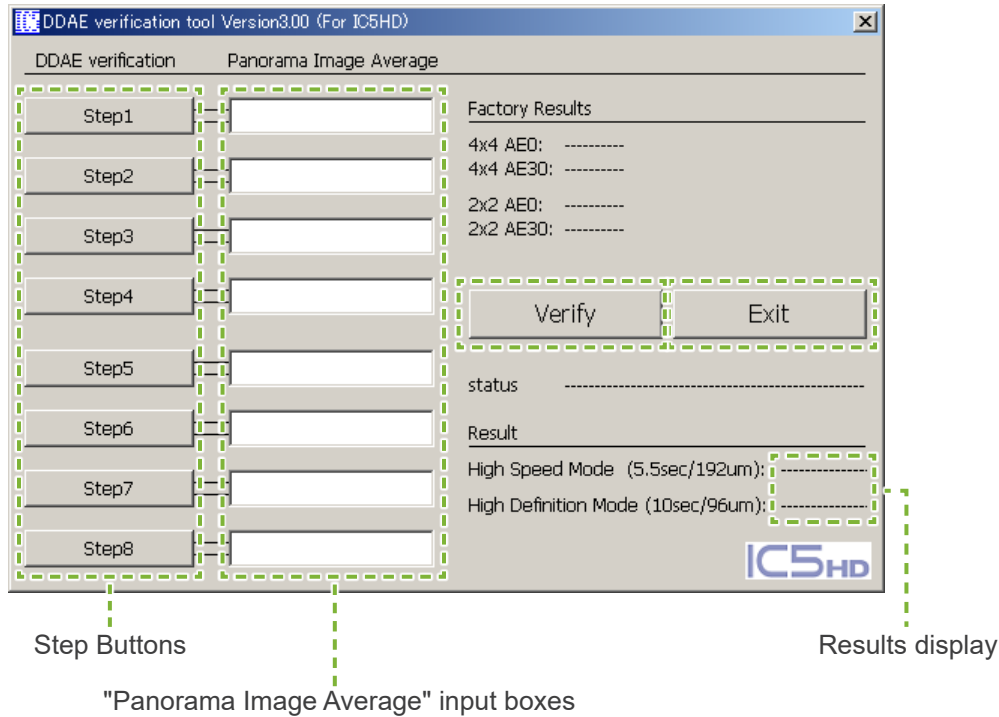 DDAE verification tool Version3.00 (For IC5HD)
DDAE verification Panorama Image Average
Step1
Step2
Step3
Step4
Step5
Step6
Step7
Step8
Factory Results
4x4 AE0: ----------
4x4 AE30: ----------
2x2 AE0: ----------
2x2 AE30: ----------
Verify Exit
status --------------------------------------------------
Result
High Speed Mode (5.5sec/192um): ---------------
High Definition Mode (10sec/96um): ---------------
IC5HD
Step Buttons
Results display
"Panorama Image Average" input boxes